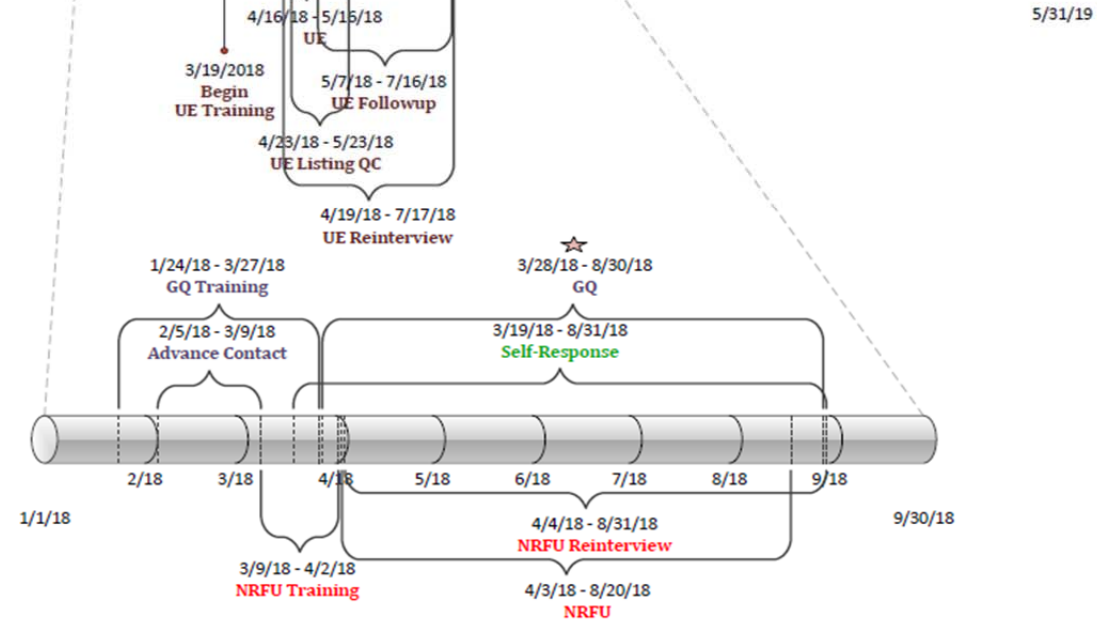 5/31/19
4/16/18 - 5/16/18
UE
3/19/2018
Begin
UE Training
5/7/18 - 7/16/18
UE Followup
4/23/18 - 5/23/18
UE Listing QC
4/19/18 - 7/17/18
UE Reinterview
1/24/18 - 3/27/18
GQ Training
3/28/18 - 8/30/18
GQ
2/5/18 - 3/9/18
Advance Contact
3/19/18 - 8/31/18
Self-Response
2/18 3/18 4/18 5/18 6/18 7/18 8/18 9/18
1/1/18
9/30/18
4/4/18 - 8/31/18
NRFU Reinterview
3/9/18 - 4/2/18
NRFU Training
4/3/18 - 8/20/18
NRFU